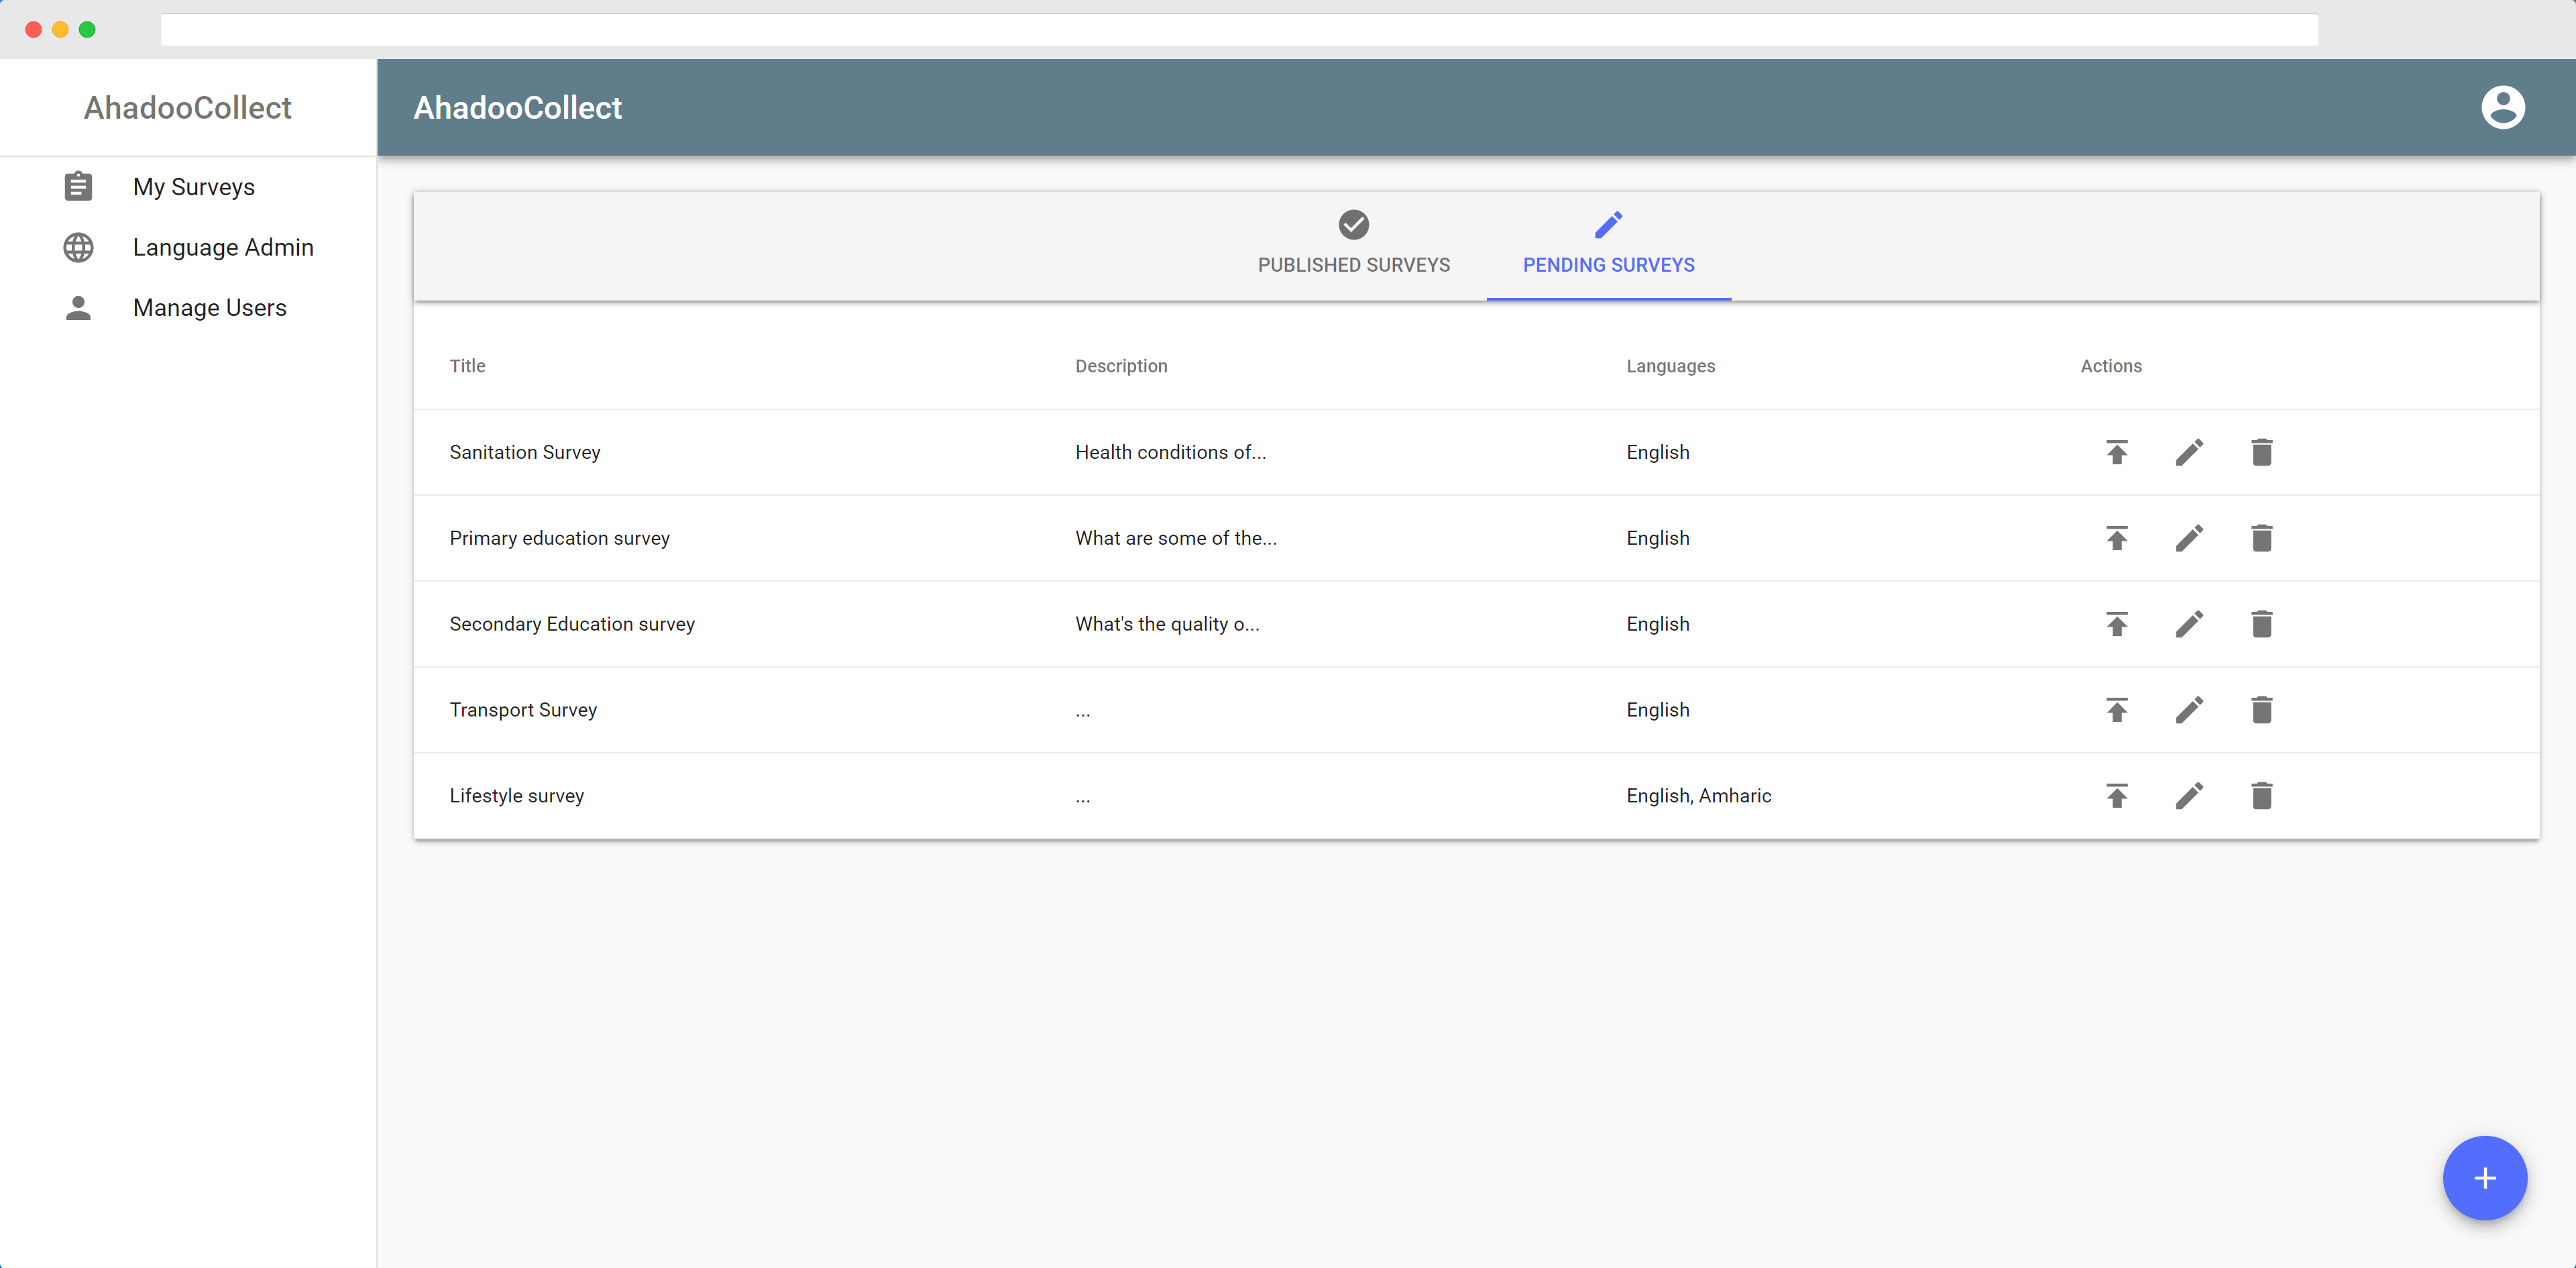 AhadooCollect
AhadooCollect
My Surveys
Language Admin
Manage Users
PUBLISHED SURVEYS
PENDING SURVEYS
Title Description Languages Actions
Sanitation Survey Health conditions of... English
Primary education survey What are some of the... English
Secondary Education survey What's the quality o... English
Transport Survey ... English
Lifestyle survey ... English, Amharic